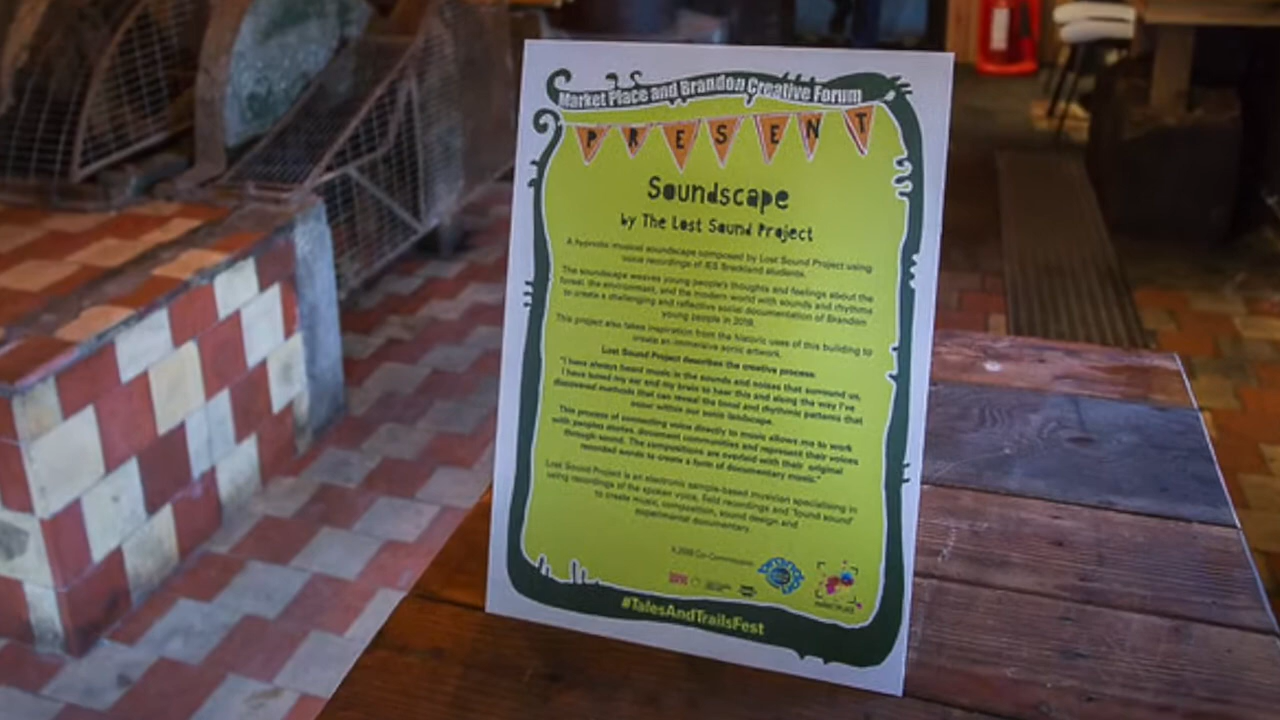 Market Place and Brandon Creative Forum
PRESENT
Soundscape
by The Lost Sound Project
A hypnotic musical soundscape composed by Lost Sound Project using
voice recordings of IES Breckland students.
The soundscape weaves young people's thoughts and feelings about the
forest, the environment, and the modern world with sounds and rhythms
to create a challenging and reflective social documentation of Brandon
young people in 2018.
This project also takes inspiration from the historic uses of this building to
create an immersive sonic artwork.
Lost Sound Project describes the creative process:
"I have always heard music in the sounds and noises that surround us,
I have tuned my ear and my brain to hear this and along the way I've
discovered methods that can reveal the tonal and rhythmic patterns that
occur within our sonic landscape.
This process of connecting voice directly to music allows me to work
with peoples stories, document communities and represent their voices
through sound. The compositions are overlaid with their original
recorded words to create a form of documentary music."
Lost Sound Project is an electronic sample-based musician specialising in
using recordings of the spoken voice, field recordings and 'found sound'
to create music, composition, sound design and
experimental documentary.
A 2018 Co-Commission
MARKET PLACE
#TalesAndTrailsFest